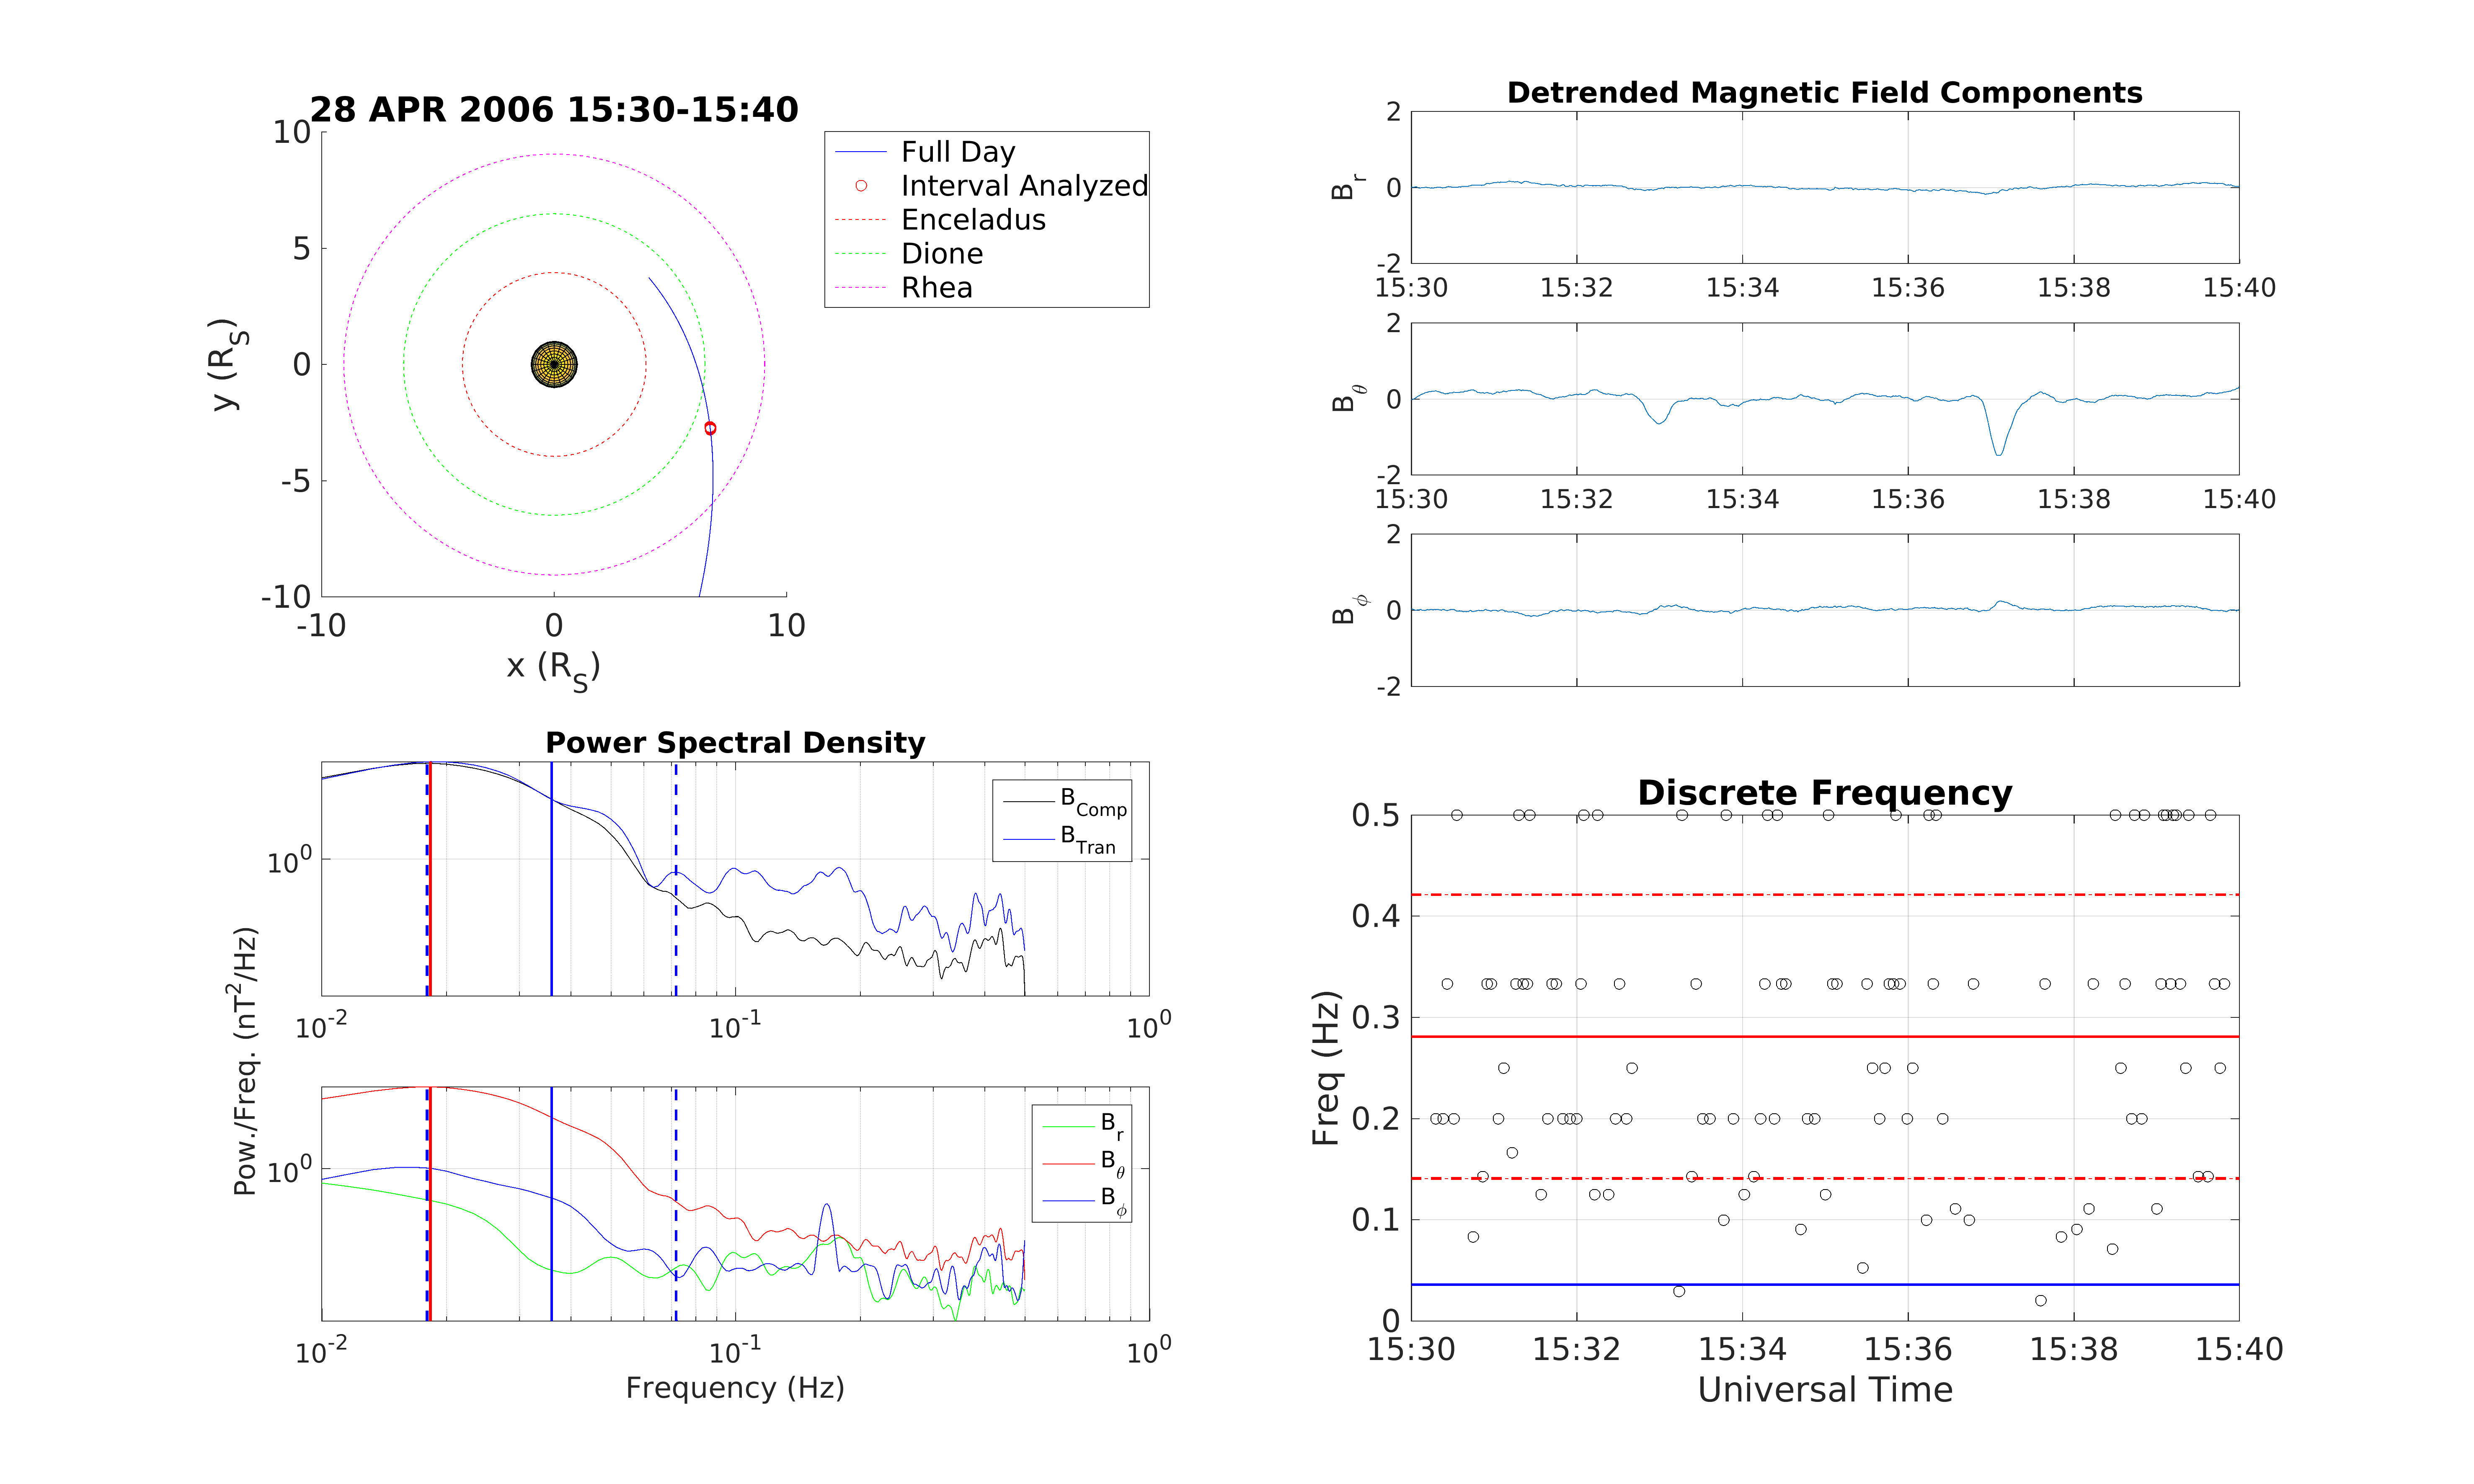 28 APR 2006 15:30-15:40
10
5
0
-5
-10
-10
0
10
y (R_S)
x (R_S)
Full Day
Interval Analyzed
Enceladus
Dione
Rhea
Detrended Magnetic Field Components
2
0
-2
B_r
15:30
15:32
15:34
15:36
15:38
15:40
2
0
-2
B_θ
15:30
15:32
15:34
15:36
15:38
15:40
2
0
-2
B_ϕ
Power Spectral Density
10^0
B_Comp
B_Tran
10^-2
10^-1
10^0
Pow./Freq. (nT^2/Hz)
10^0
B_r
B_θ
B_ϕ
10^-2
10^-1
10^0
Frequency (Hz)
Discrete Frequency
0.5
0.4
0.3
0.2
0.1
0
Freq (Hz)
15:30
15:32
15:34
15:36
15:38
15:40
Universal Time